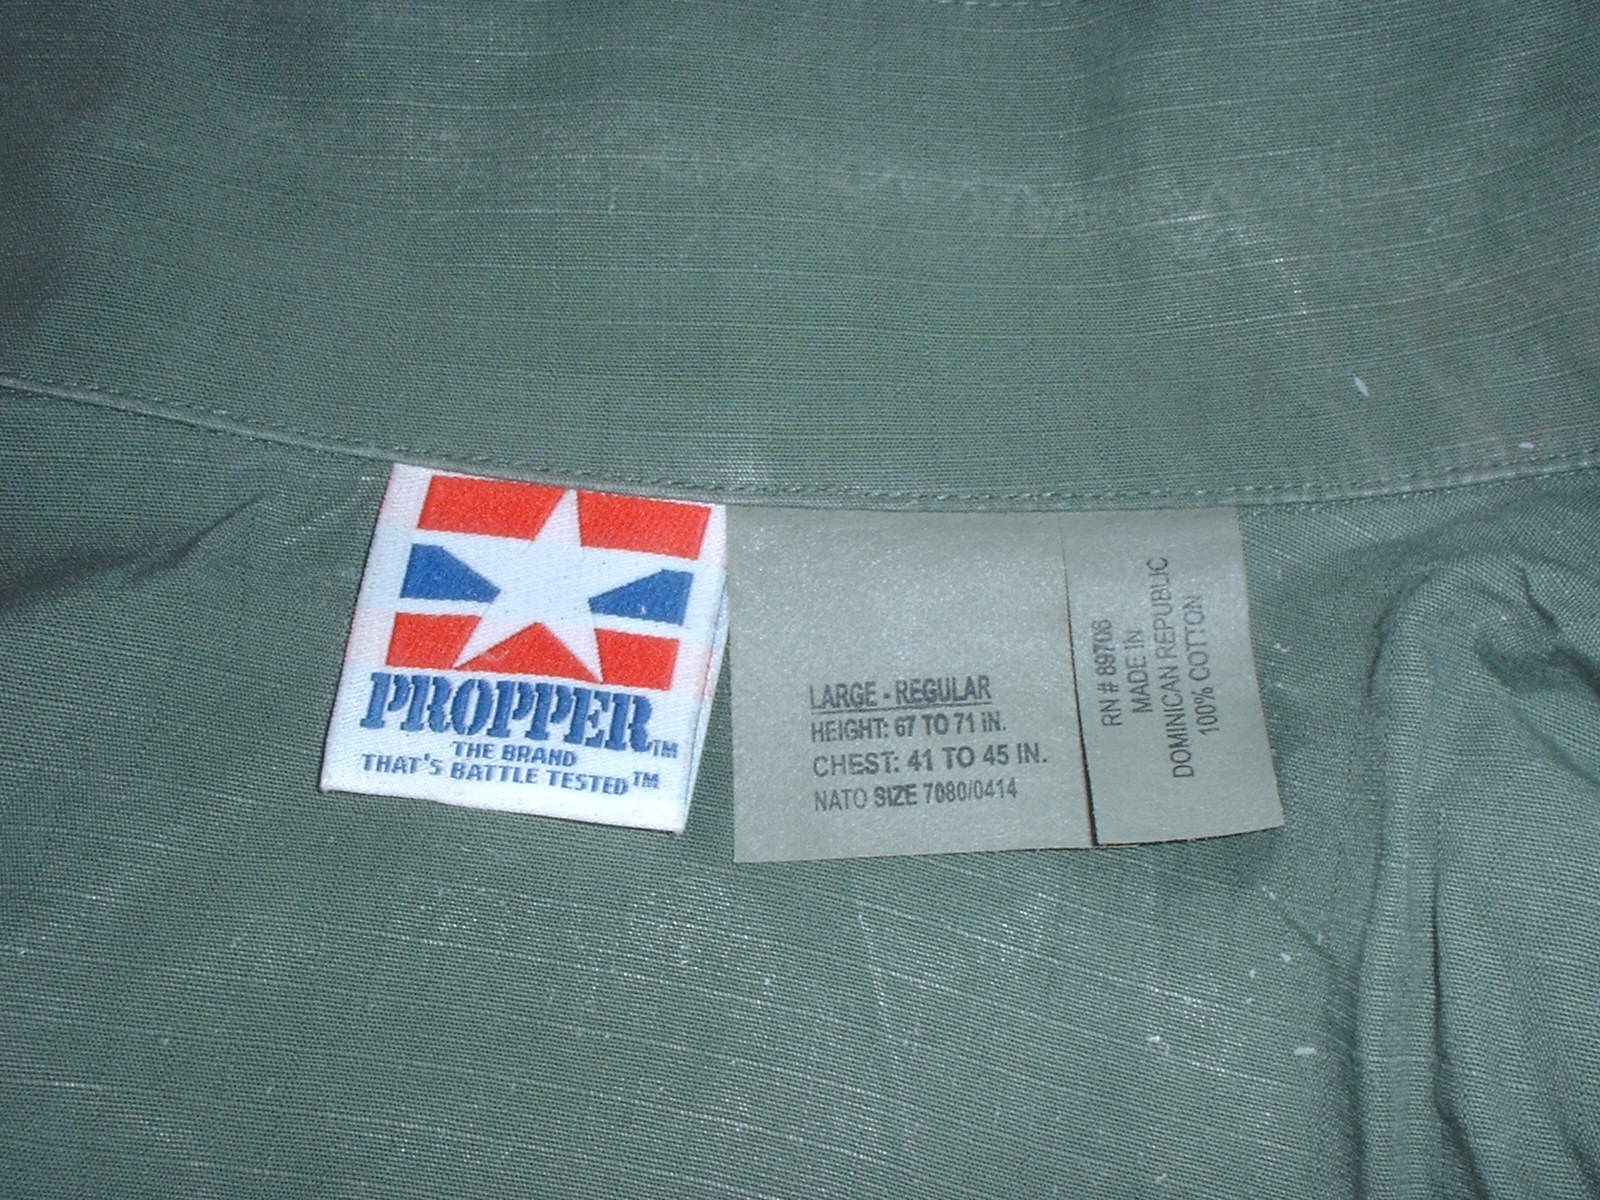 PROPPER™
THE BRAND
THAT'S BATTLE TESTED™
LARGE - REGULAR
HEIGHT: 67 TO 71 IN.
CHEST: 41 TO 45 IN.
NATO SIZE 7080/0414
RN # 89706
MADE IN
DOMINICAN REPUBLIC
100% COTTON